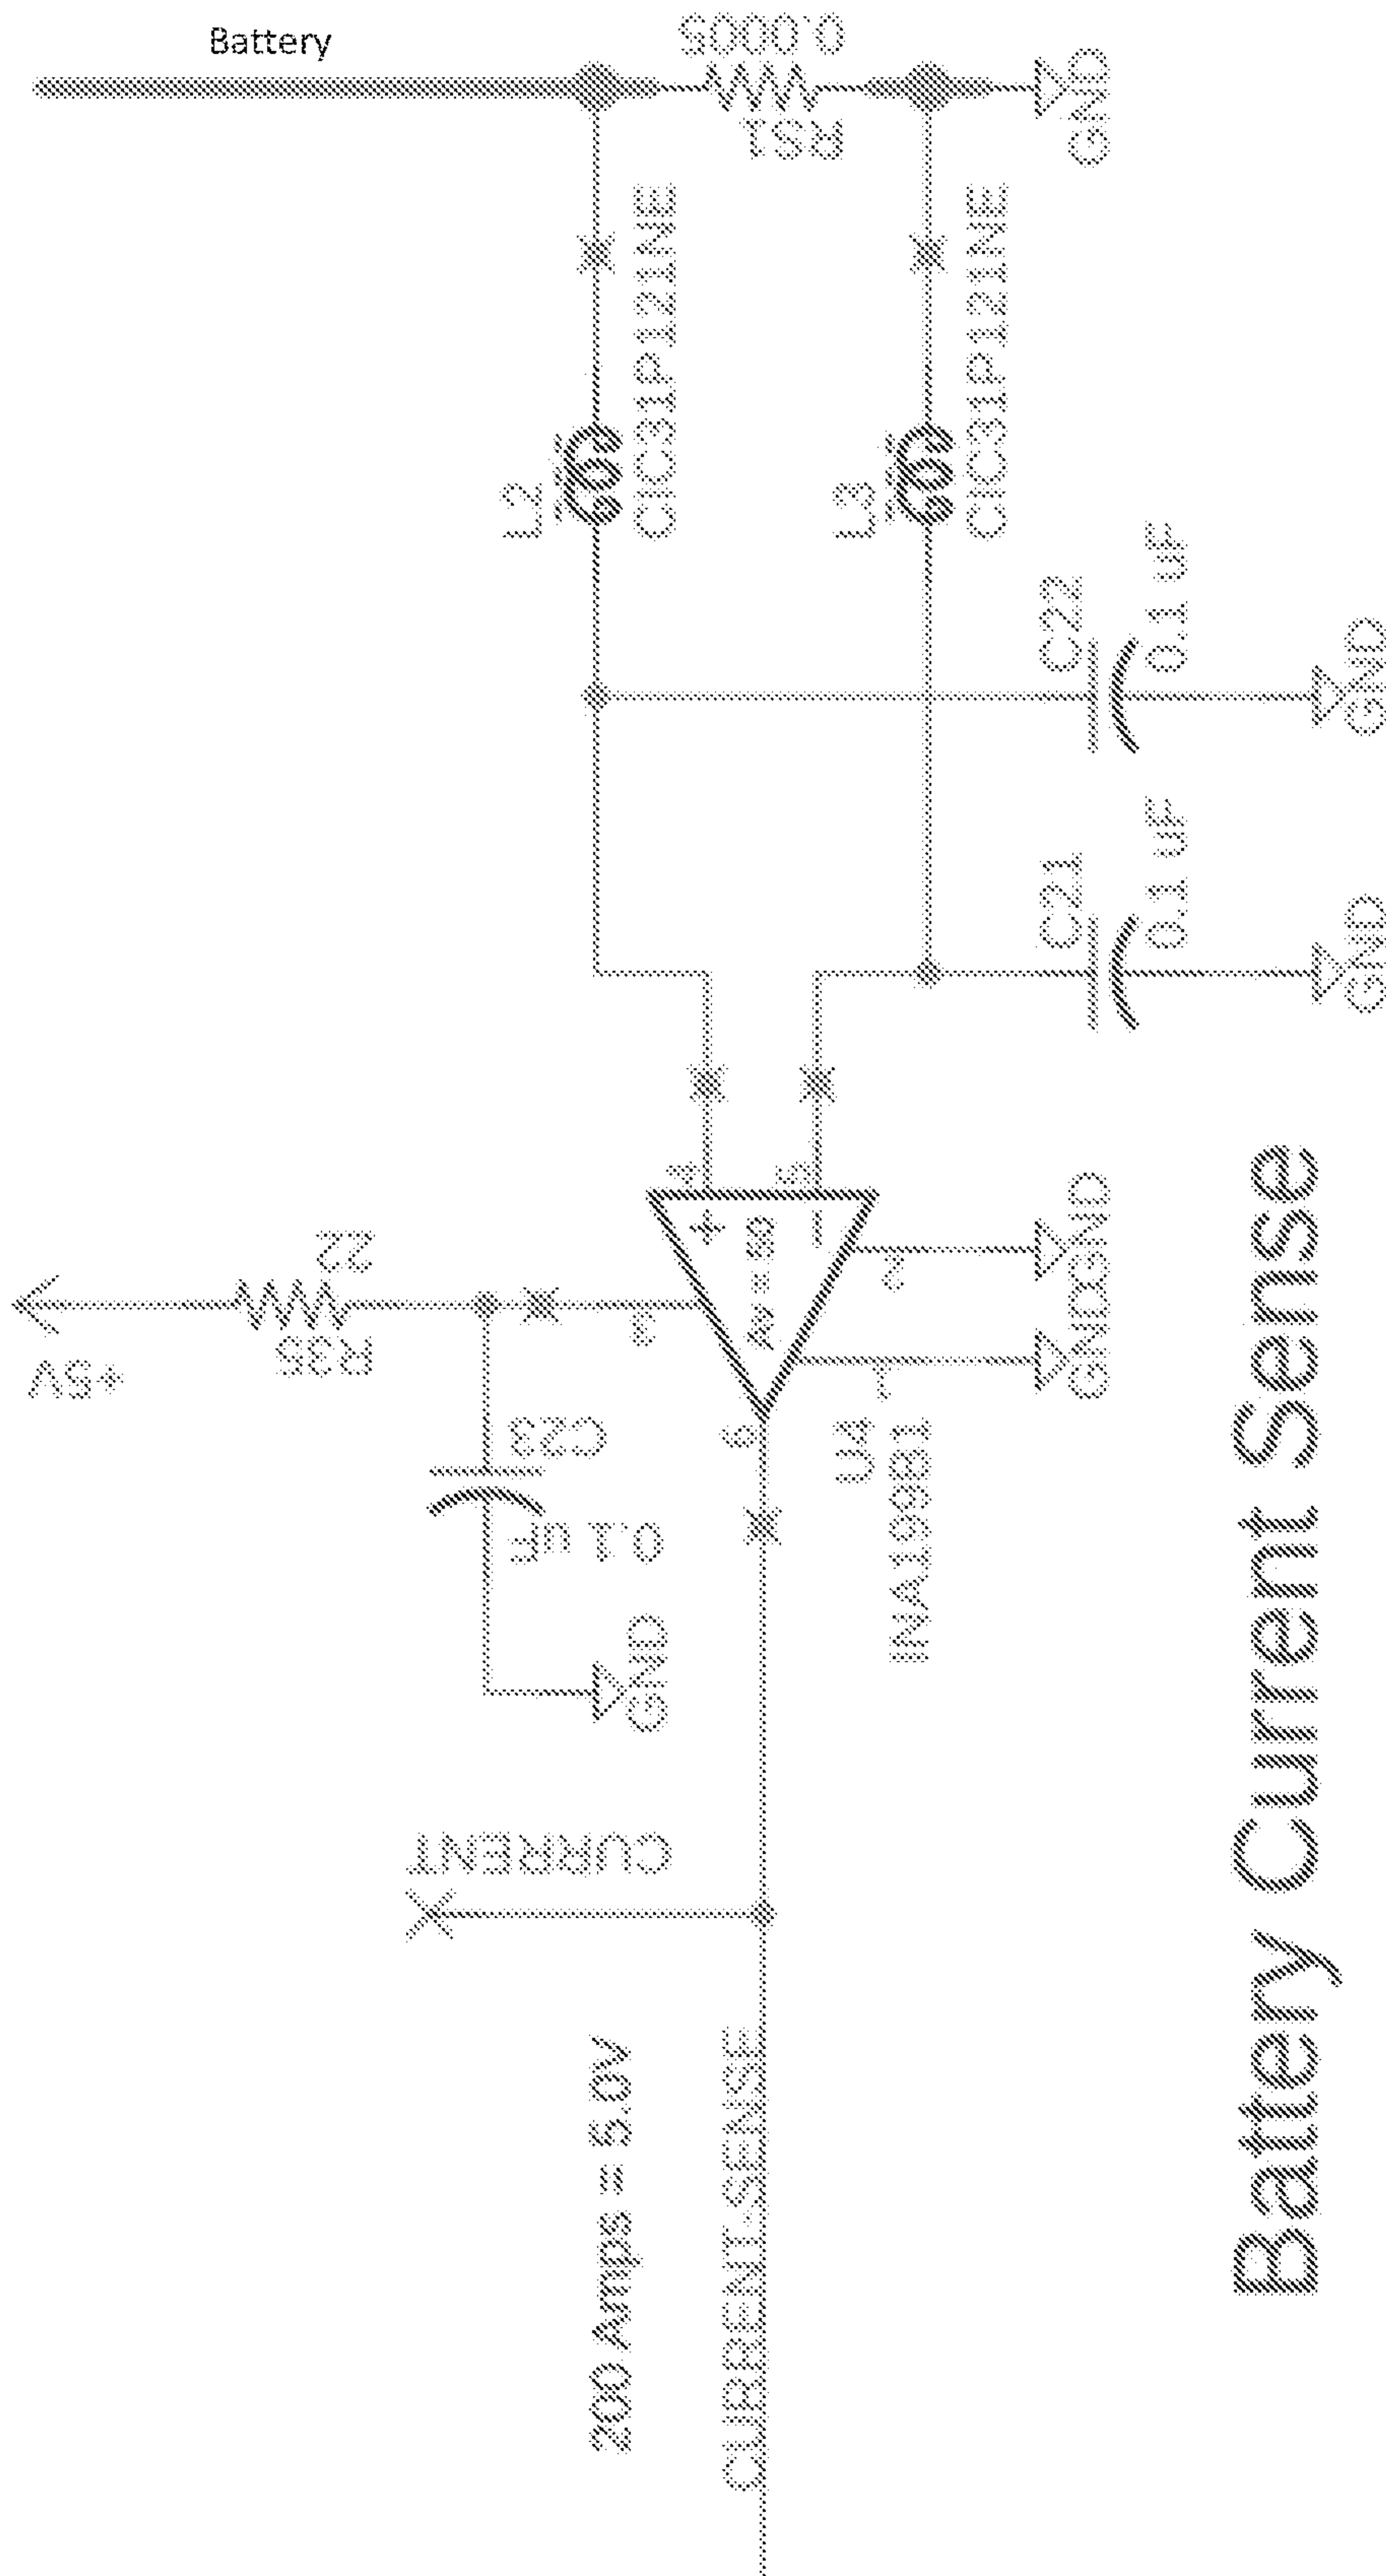 Battery
0.0005
RS1
GND
L2
CIC31P121NE
L3
CIC31P121NE
C22
0.1 uF
GND
C21
0.1 uF
GND
+5V
22
R35
C23
0.1 uF
GND
3
4
5
+
-
Av = 50
2
1
6
GND
GND
U4
INA199B1
CURRENT
200 Amps = 5.0V
CURRENT-SENSE
Battery Current Sense